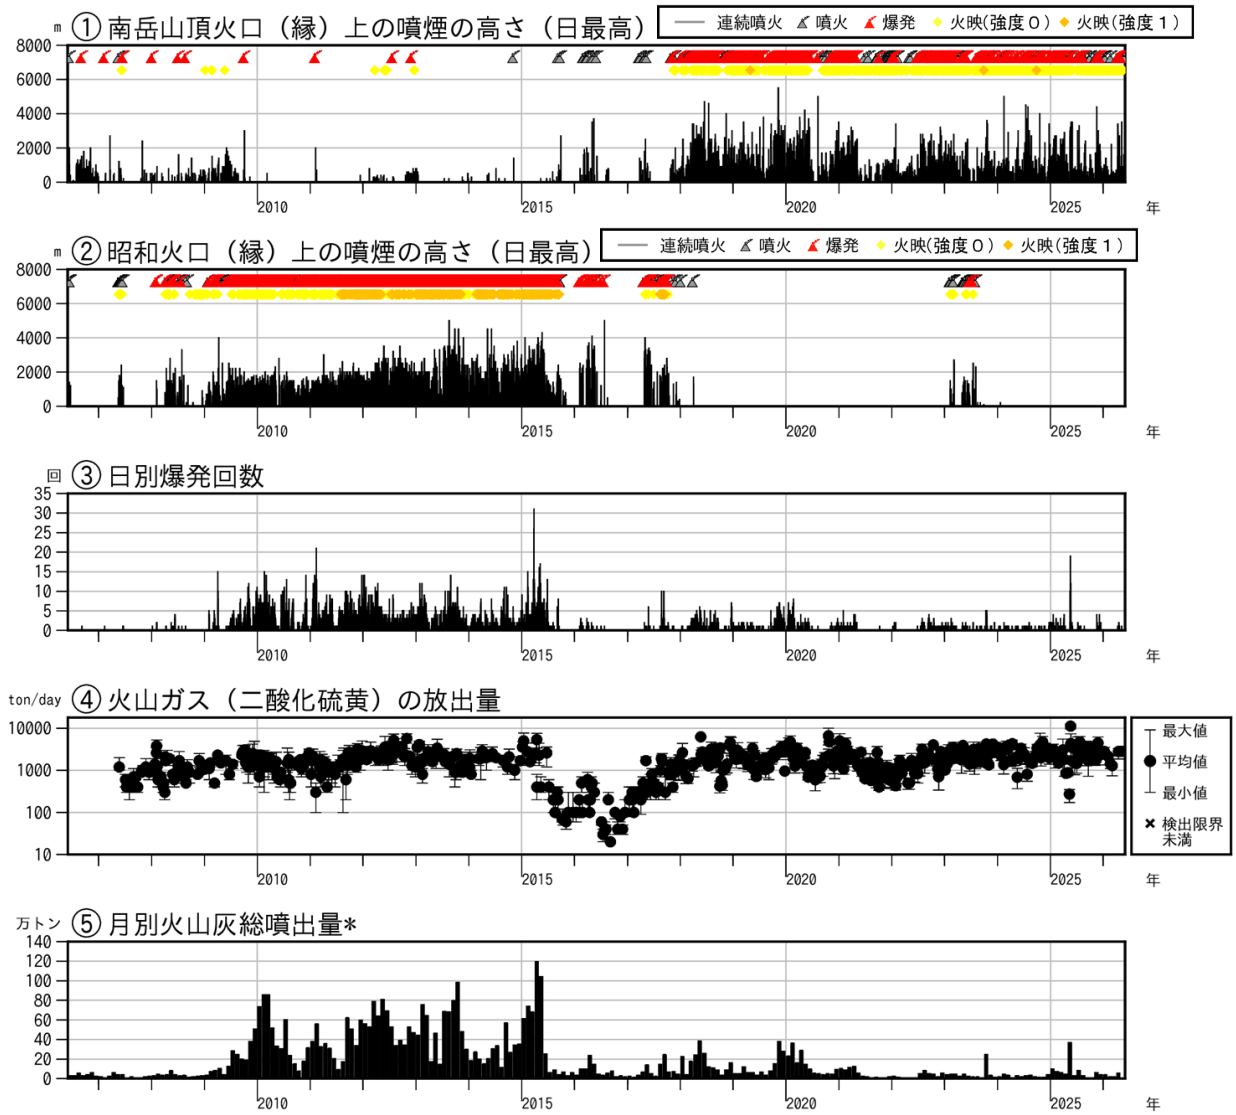 m ① 南岳山頂火口（縁）上の噴煙の高さ（日最高） 連続噴火 噴火 爆発 火映(強度０) 火映(強度１)
8000
6000
4000
2000
0
2010 2015 2020 2025 年
m ② 昭和火口（縁）上の噴煙の高さ（日最高） 連続噴火 噴火 爆発 火映(強度０) 火映(強度１)
8000
6000
4000
2000
0
2010 2015 2020 2025 年
回 ③ 日別爆発回数
35
30
25
20
15
10
5
0
2010 2015 2020 2025 年
ton/day ④ 火山ガス（二酸化硫黄）の放出量
10000
1000
100
10
最大値
平均値
最小値
検出限界
未満
2010 2015 2020 2025 年
万トン ⑤ 月別火山灰総噴出量*
140
120
100
80
60
40
20
0
2010 2015 2020 2025 年